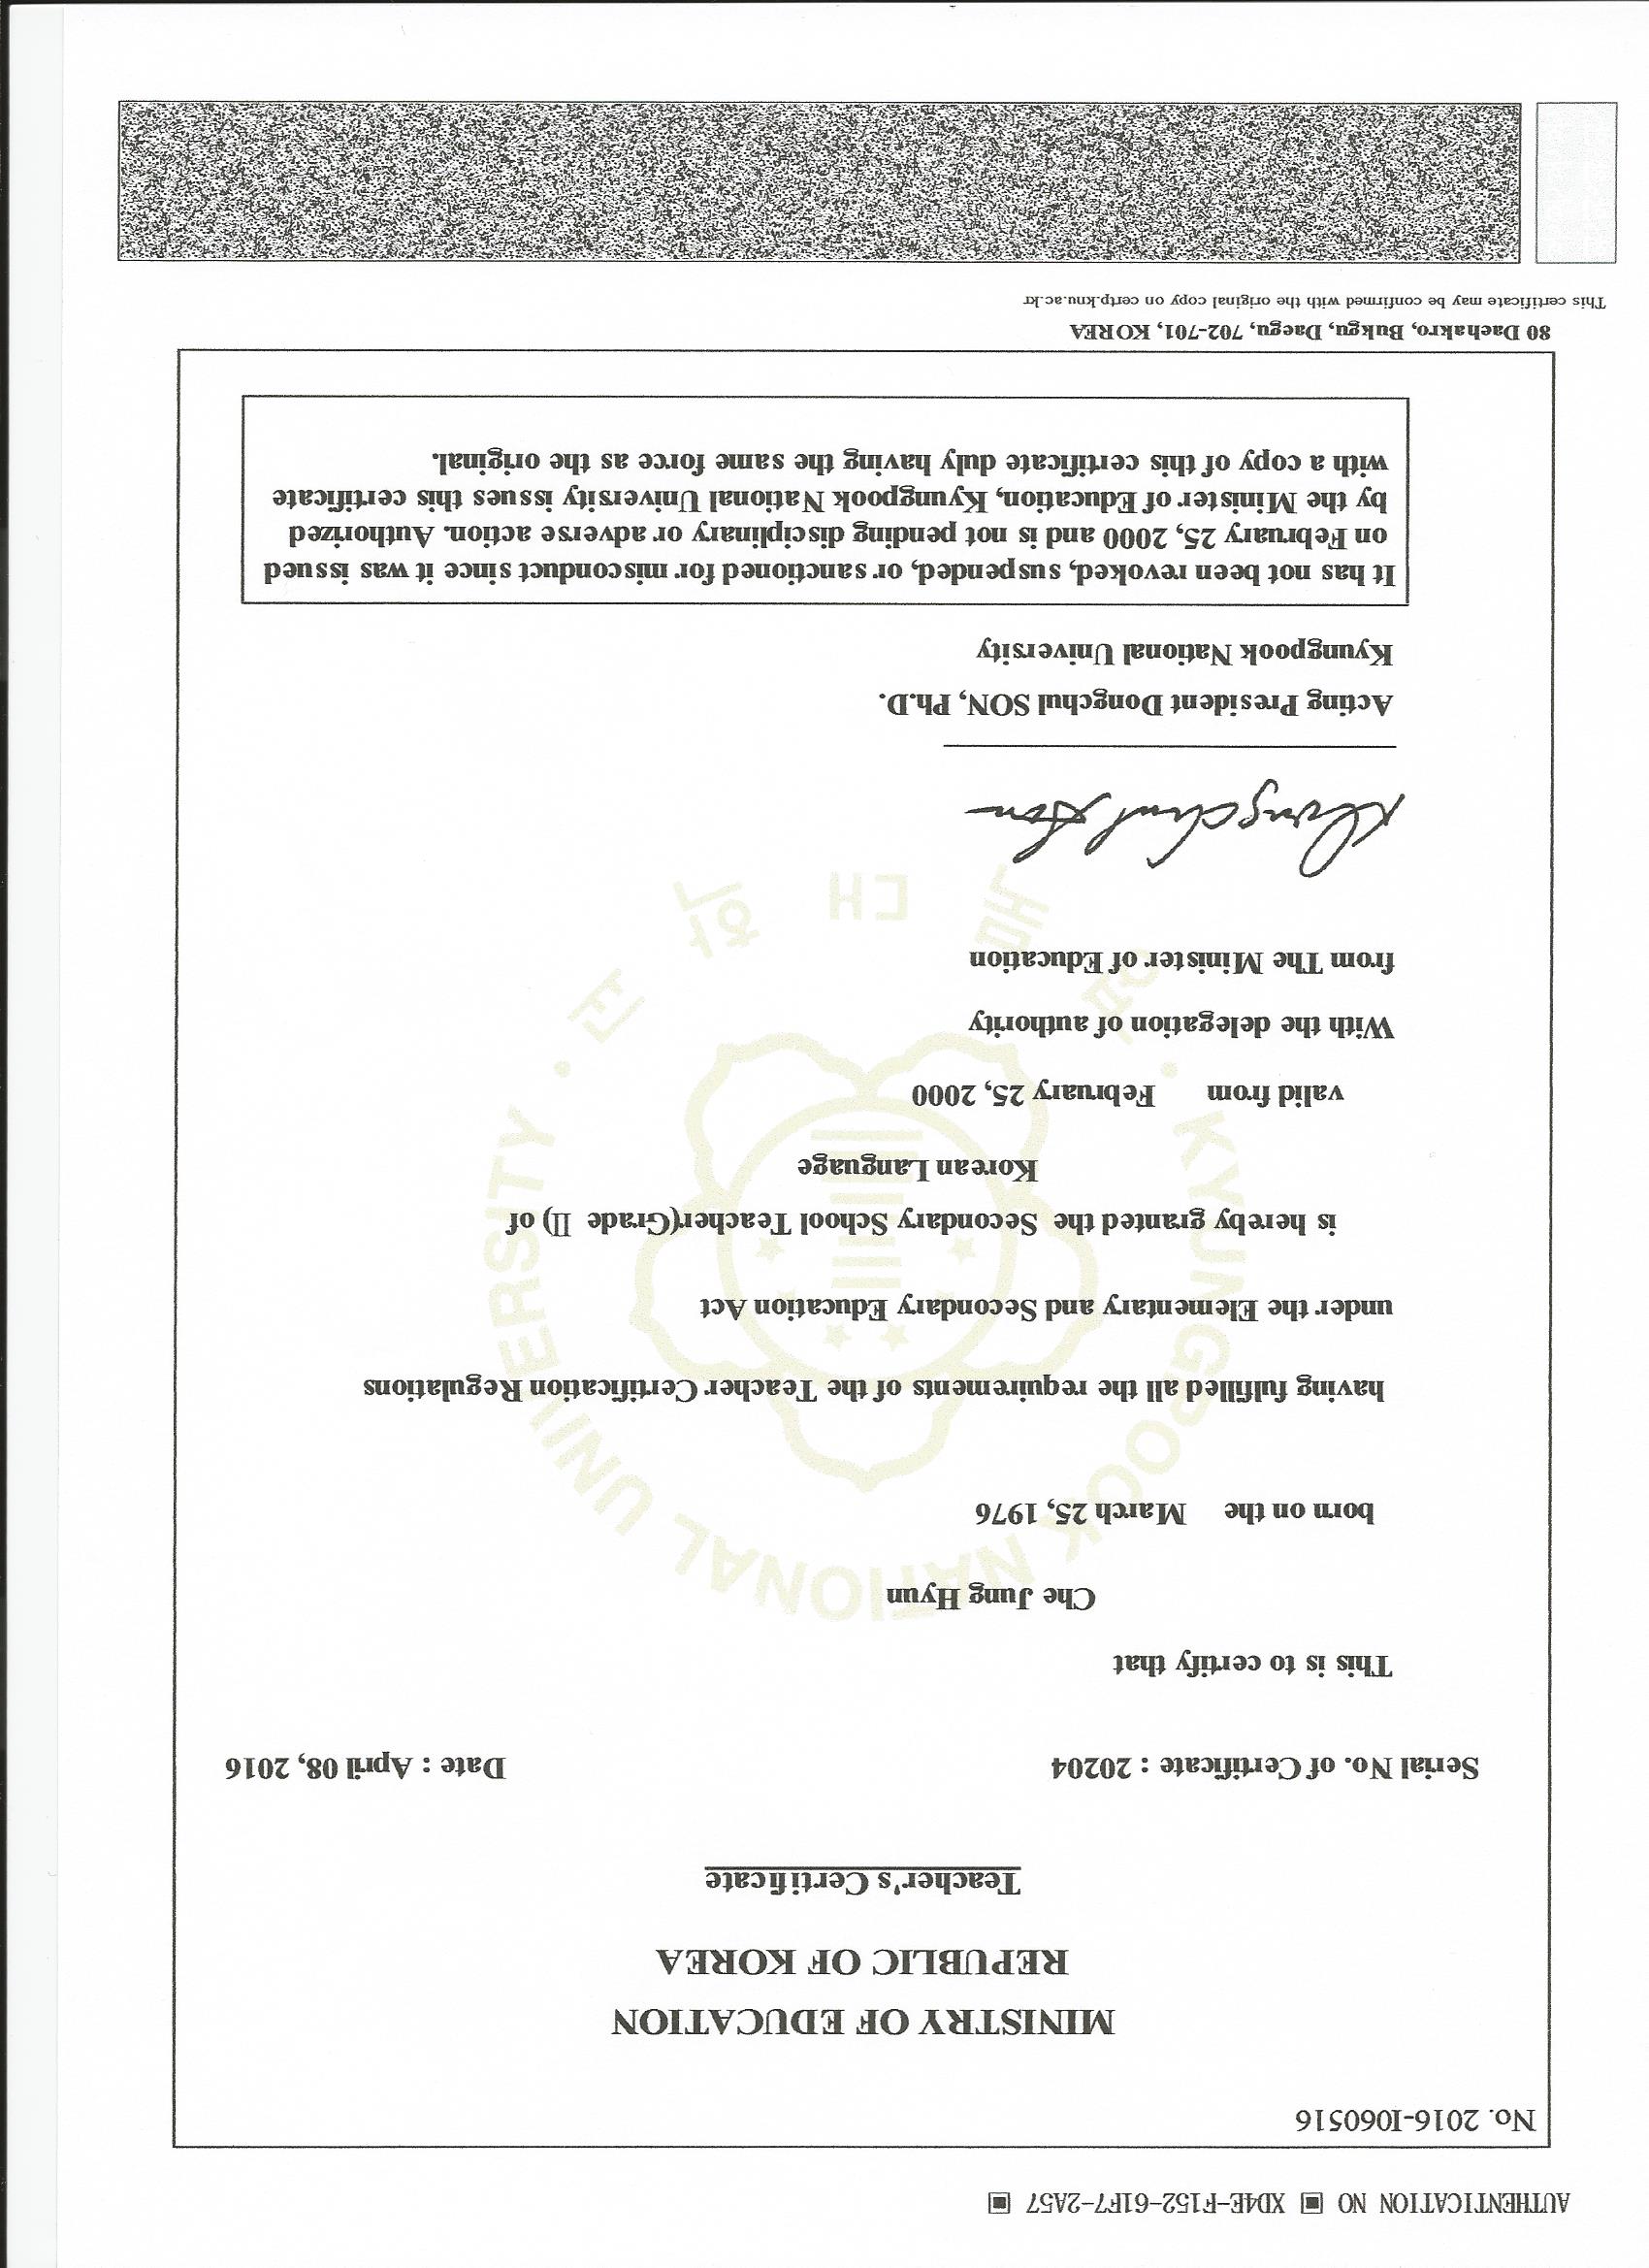 AUTHENTICATION NO ▣ XD4E-F152-61F7-2A57 ▣
No. 2016-I060516
MINISTRY OF EDUCATION
REPUBLIC OF KOREA
Teacher's Certificate
Serial No. of Certificate : 20204 Date : April 08, 2016
This is to certify that
Che Jung Hyun
born on the March 25, 1976
having fulfilled all the requirements of the Teacher Certification Regulations
under the Elementary and Secondary Education Act
is hereby granted the Secondary School Teacher(Grade Ⅱ) of
Korean Language
valid from February 25, 2000
With the delegation of authority
from The Minister of Education
KYUNGPOOK NATIONAL UNIVERSITY
경북대학교
Dongchul Son
Acting President Dongchul SON, Ph.D.
Kyungpook National University
It has not been revoked, suspended, or sanctioned for misconduct since it was issued
on February 25, 2000 and is not pending disciplinary or adverse action. Authorized
by the Minister of Education, Kyungpook National University issues this certificate
with a copy of this certificate duly having the same force as the original.
80 Daehakro, Bukgu, Daegu, 702-701, KOREA
This certificate may be confirmed with the original copy on certp.knu.ac.kr